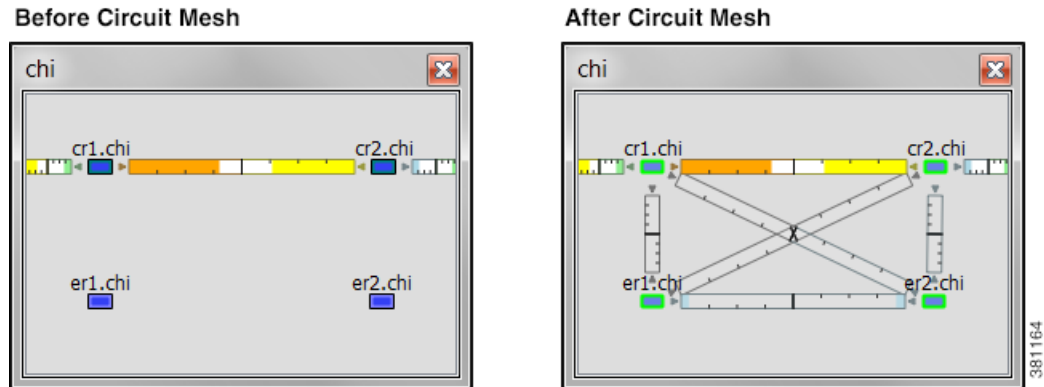 Before Circuit Mesh
After Circuit Mesh
chi
chi
cr1.chi
cr2.chi
cr1.chi
cr2.chi
er1.chi
er2.chi
er1.chi
er2.chi
381164